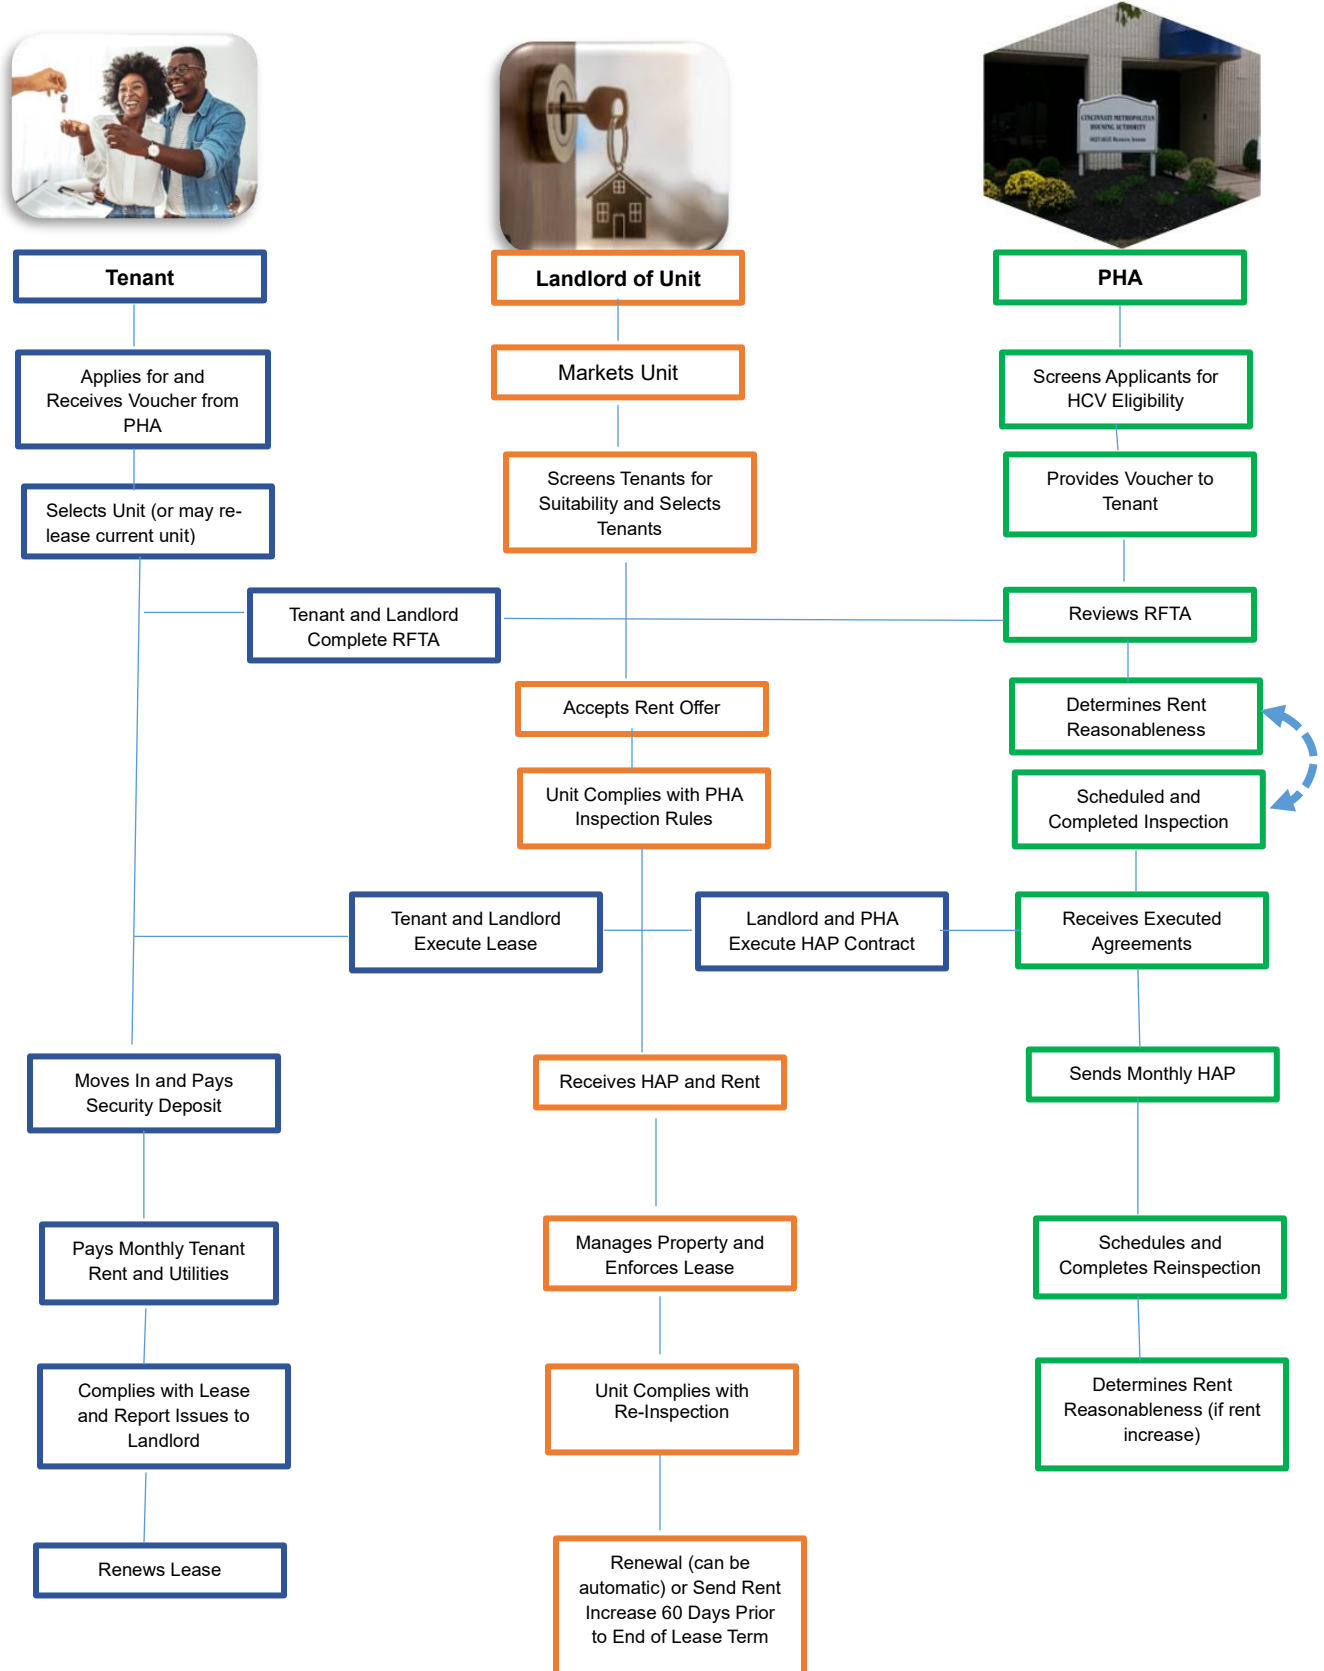 CINCINNATI METROPOLITAN
HOUSING AUTHORITY
Tenant
Landlord of Unit
PHA
Applies for and
Receives Voucher from
PHA
Markets Unit
Screens Applicants for
HCV Eligibility
Selects Unit (or may re-
lease current unit)
Screens Tenants for
Suitability and Selects
Tenants
Provides Voucher to
Tenant
Tenant and Landlord
Complete RFTA
Reviews RFTA
Accepts Rent Offer
Determines Rent
Reasonableness
Unit Complies with PHA
Inspection Rules
Scheduled and
Completed Inspection
Tenant and Landlord
Execute Lease
Landlord and PHA
Execute HAP Contract
Receives Executed
Agreements
Moves In and Pays
Security Deposit
Receives HAP and Rent
Sends Monthly HAP
Pays Monthly Tenant
Rent and Utilities
Manages Property and
Enforces Lease
Schedules and
Completes Reinspection
Complies with Lease
and Report Issues to
Landlord
Unit Complies with
Re-Inspection
Determines Rent
Reasonableness (if rent
increase)
Renews Lease
Renewal (can be
automatic) or Send Rent
Increase 60 Days Prior
to End of Lease Term